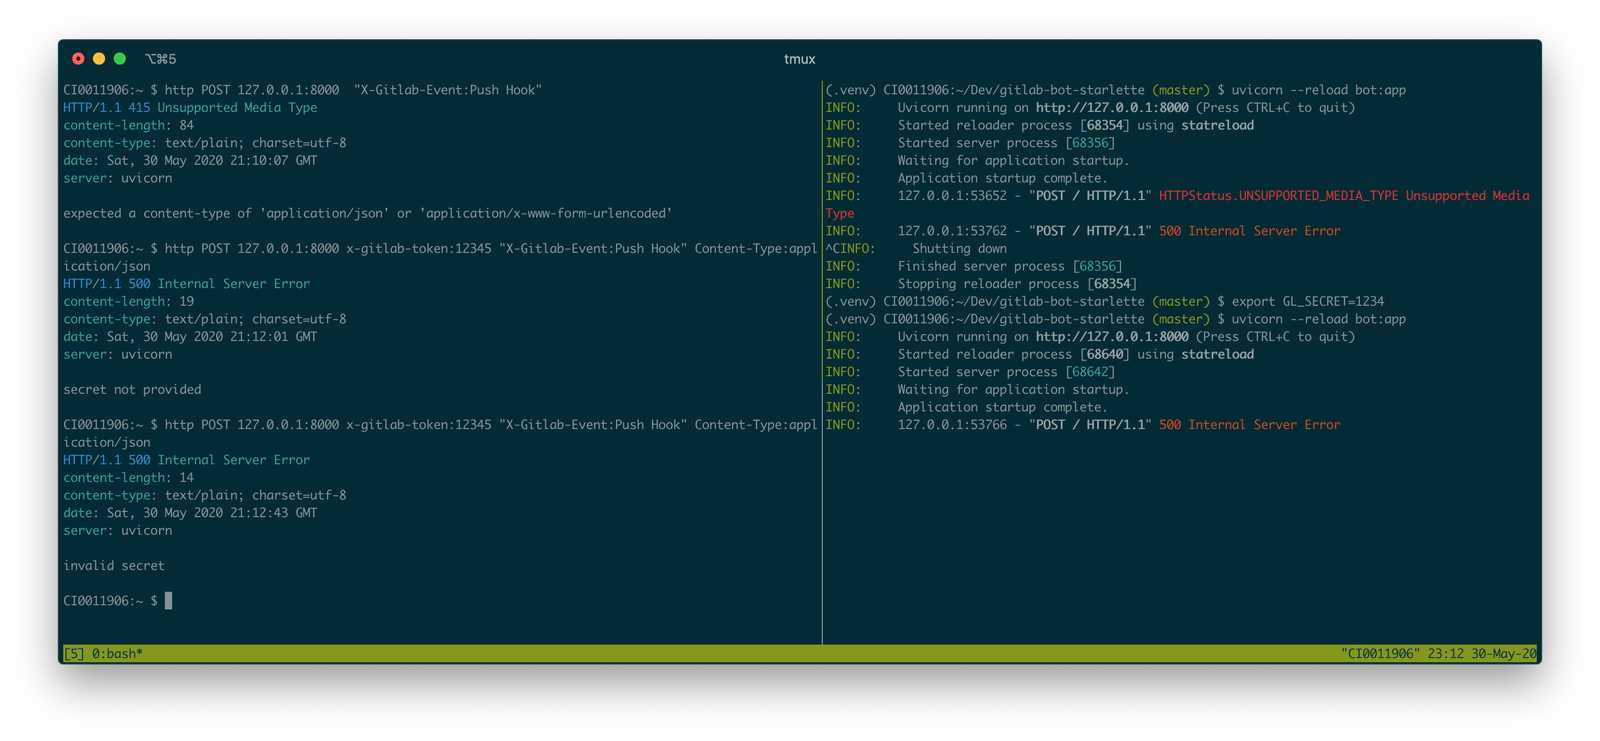 ⌥⌘5
tmux
CI0011906:~ $ http POST 127.0.0.1:8000  "X-Gitlab-Event:Push Hook"
HTTP/1.1 415 Unsupported Media Type
content-length: 84
content-type: text/plain; charset=utf-8
date: Sat, 30 May 2020 21:10:07 GMT
server: uvicorn
expected a content-type of 'application/json' or 'application/x-www-form-urlencoded'
CI0011906:~ $ http POST 127.0.0.1:8000 x-gitlab-token:12345 "X-Gitlab-Event:Push Hook" Content-Type:appl
ication/json
HTTP/1.1 500 Internal Server Error
content-length: 19
content-type: text/plain; charset=utf-8
date: Sat, 30 May 2020 21:12:01 GMT
server: uvicorn
secret not provided
CI0011906:~ $ http POST 127.0.0.1:8000 x-gitlab-token:12345 "X-Gitlab-Event:Push Hook" Content-Type:appl
ication/json
HTTP/1.1 500 Internal Server Error
content-length: 14
content-type: text/plain; charset=utf-8
date: Sat, 30 May 2020 21:12:43 GMT
server: uvicorn
invalid secret
CI0011906:~ $
(.venv) CI0011906:~/Dev/gitlab-bot-starlette (master) $ uvicorn --reload bot:app
INFO:     Uvicorn running on http://127.0.0.1:8000 (Press CTRL+C to quit)
INFO:     Started reloader process [68354] using statreload
INFO:     Started server process [68356]
INFO:     Waiting for application startup.
INFO:     Application startup complete.
INFO:     127.0.0.1:53652 - "POST / HTTP/1.1" HTTPStatus.UNSUPPORTED_MEDIA_TYPE Unsupported Media
Type
INFO:     127.0.0.1:53762 - "POST / HTTP/1.1" 500 Internal Server Error
^CINFO:     Shutting down
INFO:     Finished server process [68356]
INFO:     Stopping reloader process [68354]
(.venv) CI0011906:~/Dev/gitlab-bot-starlette (master) $ export GL_SECRET=1234
(.venv) CI0011906:~/Dev/gitlab-bot-starlette (master) $ uvicorn --reload bot:app
INFO:     Uvicorn running on http://127.0.0.1:8000 (Press CTRL+C to quit)
INFO:     Started reloader process [68640] using statreload
INFO:     Started server process [68642]
INFO:     Waiting for application startup.
INFO:     Application startup complete.
INFO:     127.0.0.1:53766 - "POST / HTTP/1.1" 500 Internal Server Error
[5] 0:bash*
"CI0011906" 23:12 30-May-20